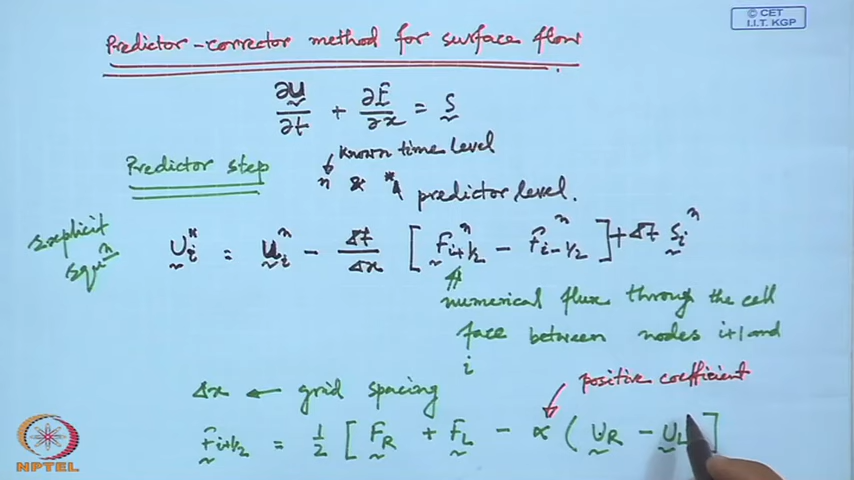 © CET
I.I.T. KGP
Predictor-corrector method for surface flow
∂U/∂t + ∂F/∂x = S
known time level
Predictor step
n & * predictor level.
Explicit
equⁿ
U_i^* = U_i^n - Δt/Δx [F_{i+1/2}^n - F_{i-1/2}^n] + Δt S_i^n
numerical flux through the cell
face between nodes i+1 and
i
Δx ← grid spacing
positive coefficient
F_{i+1/2} = 1/2 [F_R + F_L - α (U_R - U_L]
NPTEL